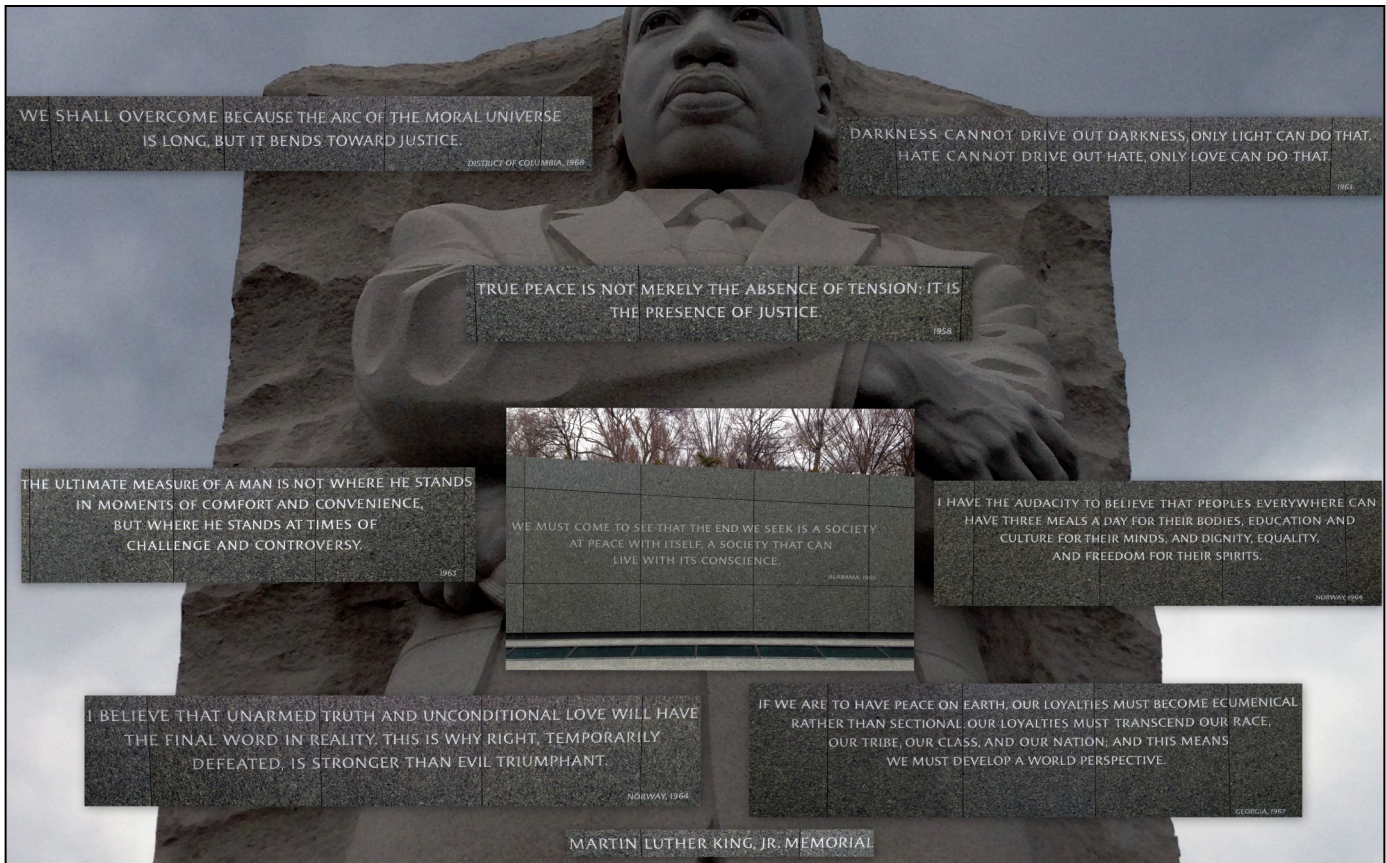 WE SHALL OVERCOME BECAUSE THE ARC OF THE MORAL UNIVERSE
IS LONG, BUT IT BENDS TOWARD JUSTICE.
DISTRICT OF COLUMBIA, 1968
DARKNESS CANNOT DRIVE OUT DARKNESS, ONLY LIGHT CAN DO THAT.
HATE CANNOT DRIVE OUT HATE, ONLY LOVE CAN DO THAT.
1963
TRUE PEACE IS NOT MERELY THE ABSENCE OF TENSION; IT IS
THE PRESENCE OF JUSTICE.
1958
THE ULTIMATE MEASURE OF A MAN IS NOT WHERE HE STANDS
IN MOMENTS OF COMFORT AND CONVENIENCE,
BUT WHERE HE STANDS AT TIMES OF
CHALLENGE AND CONTROVERSY.
1963
WE MUST COME TO SEE THAT THE END WE SEEK IS A SOCIETY
AT PEACE WITH ITSELF, A SOCIETY THAT CAN
LIVE WITH ITS CONSCIENCE.
ALABAMA, 1965
I HAVE THE AUDACITY TO BELIEVE THAT PEOPLES EVERYWHERE CAN
HAVE THREE MEALS A DAY FOR THEIR BODIES, EDUCATION AND
CULTURE FOR THEIR MINDS, AND DIGNITY, EQUALITY,
AND FREEDOM FOR THEIR SPIRITS.
NORWAY, 1964
I BELIEVE THAT UNARMED TRUTH AND UNCONDITIONAL LOVE WILL HAVE
THE FINAL WORD IN REALITY. THIS IS WHY RIGHT, TEMPORARILY
DEFEATED, IS STRONGER THAN EVIL TRIUMPHANT.
NORWAY, 1964
IF WE ARE TO HAVE PEACE ON EARTH, OUR LOYALTIES MUST BECOME ECUMENICAL
RATHER THAN SECTIONAL. OUR LOYALTIES MUST TRANSCEND OUR RACE,
OUR TRIBE, OUR CLASS, AND OUR NATION; AND THIS MEANS
WE MUST DEVELOP A WORLD PERSPECTIVE.
GEORGIA, 1967
MARTIN LUTHER KING, JR. MEMORIAL